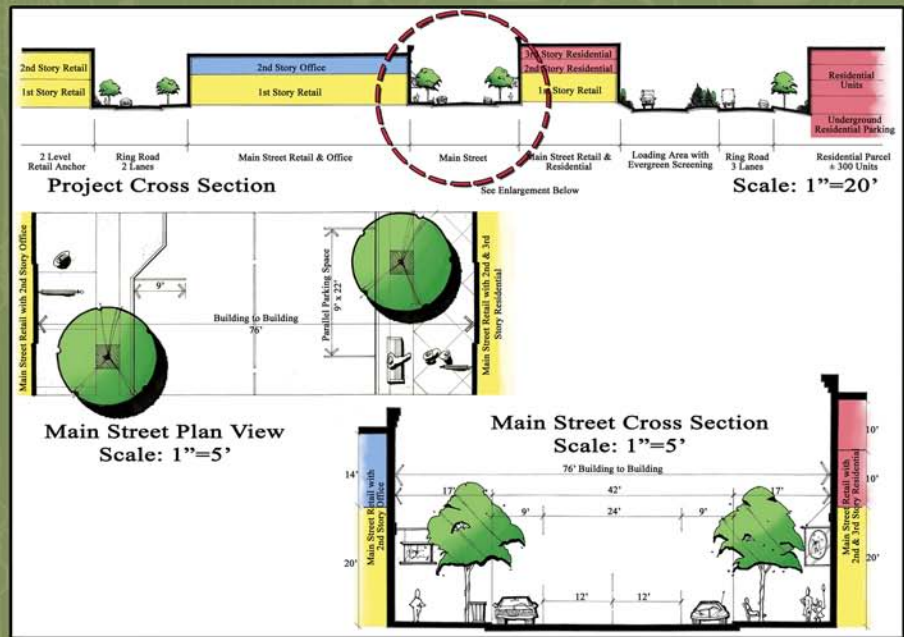 2nd Story Retail
1st Story Retail
2nd Story Office
1st Story Retail
3rd Story Residential
2nd Story Residential
1st Story Retail
Residential
Units
Underground
Residential Parking
2 Level
Retail Anchor
Ring Road
2 Lanes
Main Street Retail & Office
Main Street
Main Street Retail &
Residential
Loading Area with
Evergreen Screening
Ring Road
3 Lanes
Residential Parcel
± 300 Units
Project Cross Section
See Enlargement Below
Scale: 1"=20'
Main Street Retail with 2nd Story Office
9'
Building to Building
76'
Parallel Parking Space
9' x 22'
Main Street Retail with 2nd & 3rd
Story Residential
Main Street Plan View
Scale: 1"=5'
Main Street Cross Section
Scale: 1"=5'
76' Building to Building
17'
42'
17'
9'
24'
9'
12'
12'
14'
20'
Main Street Retail with
2nd Story Office
Main Street Retail with
2nd & 3rd Story Residential
10'
10'
20'